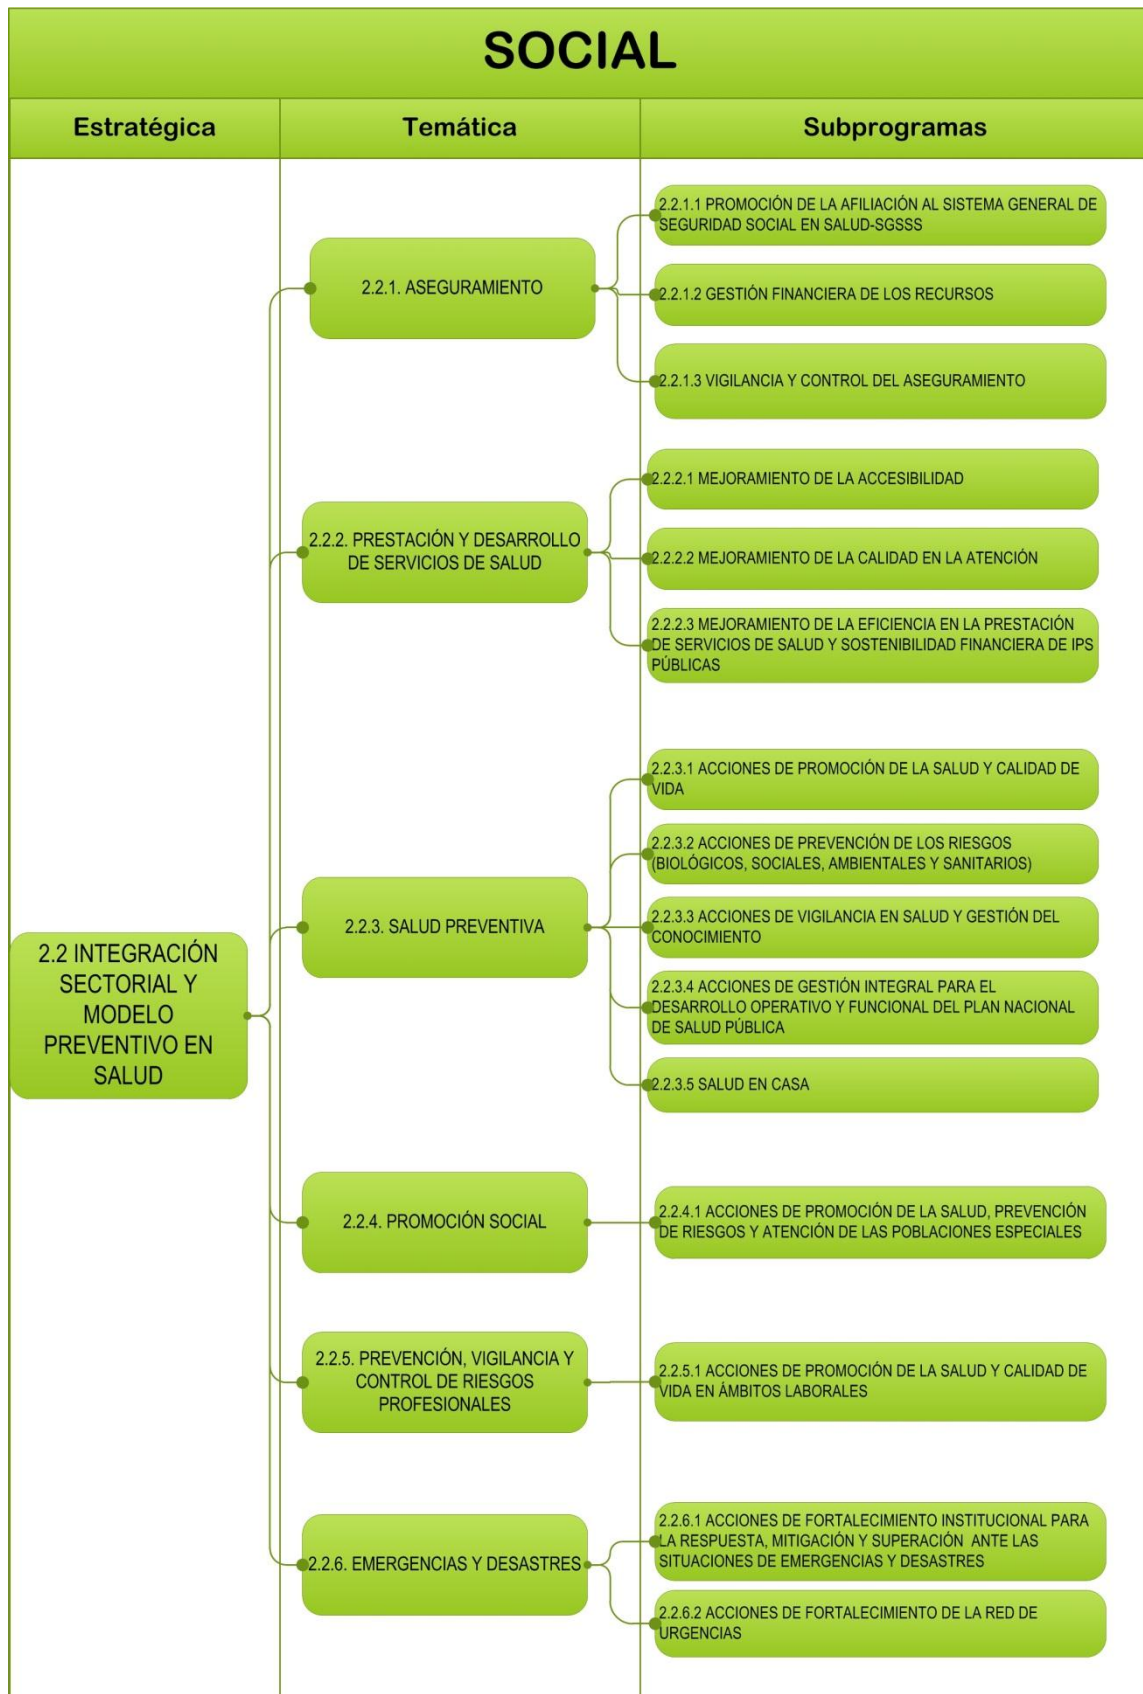 SOCIAL
Estratégica
Temática
Subprogramas
2.2 INTEGRACIÓN
SECTORIAL Y
MODELO
PREVENTIVO EN
SALUD
2.2.1. ASEGURAMIENTO
2.2.1.1 PROMOCIÓN DE LA AFILIACIÓN AL SISTEMA GENERAL DE
SEGURIDAD SOCIAL EN SALUD-SGSSS
2.2.1.2 GESTIÓN FINANCIERA DE LOS RECURSOS
2.2.1.3 VIGILANCIA Y CONTROL DEL ASEGURAMIENTO
2.2.2. PRESTACIÓN Y DESARROLLO
DE SERVICIOS DE SALUD
2.2.2.1 MEJORAMIENTO DE LA ACCESIBILIDAD
2.2.2.2 MEJORAMIENTO DE LA CALIDAD EN LA ATENCIÓN
2.2.2.3 MEJORAMIENTO DE LA EFICIENCIA EN LA PRESTACIÓN
DE SERVICIOS DE SALUD Y SOSTENIBILIDAD FINANCIERA DE IPS
PÚBLICAS
2.2.3. SALUD PREVENTIVA
2.2.3.1 ACCIONES DE PROMOCIÓN DE LA SALUD Y CALIDAD DE
VIDA
2.2.3.2 ACCIONES DE PREVENCIÓN DE LOS RIESGOS
(BIOLÓGICOS, SOCIALES, AMBIENTALES Y SANITARIOS)
2.2.3.3 ACCIONES DE VIGILANCIA EN SALUD Y GESTIÓN DEL
CONOCIMIENTO
2.2.3.4 ACCIONES DE GESTIÓN INTEGRAL PARA EL
DESARROLLO OPERATIVO Y FUNCIONAL DEL PLAN NACIONAL
DE SALUD PÚBLICA
2.2.3.5 SALUD EN CASA
2.2.4. PROMOCIÓN SOCIAL
2.2.4.1 ACCIONES DE PROMOCIÓN DE LA SALUD, PREVENCIÓN
DE RIESGOS Y ATENCIÓN DE LAS POBLACIONES ESPECIALES
2.2.5. PREVENCIÓN, VIGILANCIA Y
CONTROL DE RIESGOS
PROFESIONALES
2.2.5.1 ACCIONES DE PROMOCIÓN DE LA SALUD Y CALIDAD DE
VIDA EN ÁMBITOS LABORALES
2.2.6. EMERGENCIAS Y DESASTRES
2.2.6.1 ACCIONES DE FORTALECIMIENTO INSTITUCIONAL PARA
LA RESPUESTA, MITIGACIÓN Y SUPERACIÓN ANTE LAS
SITUACIONES DE EMERGENCIAS Y DESASTRES
2.2.6.2 ACCIONES DE FORTALECIMIENTO DE LA RED DE
URGENCIAS